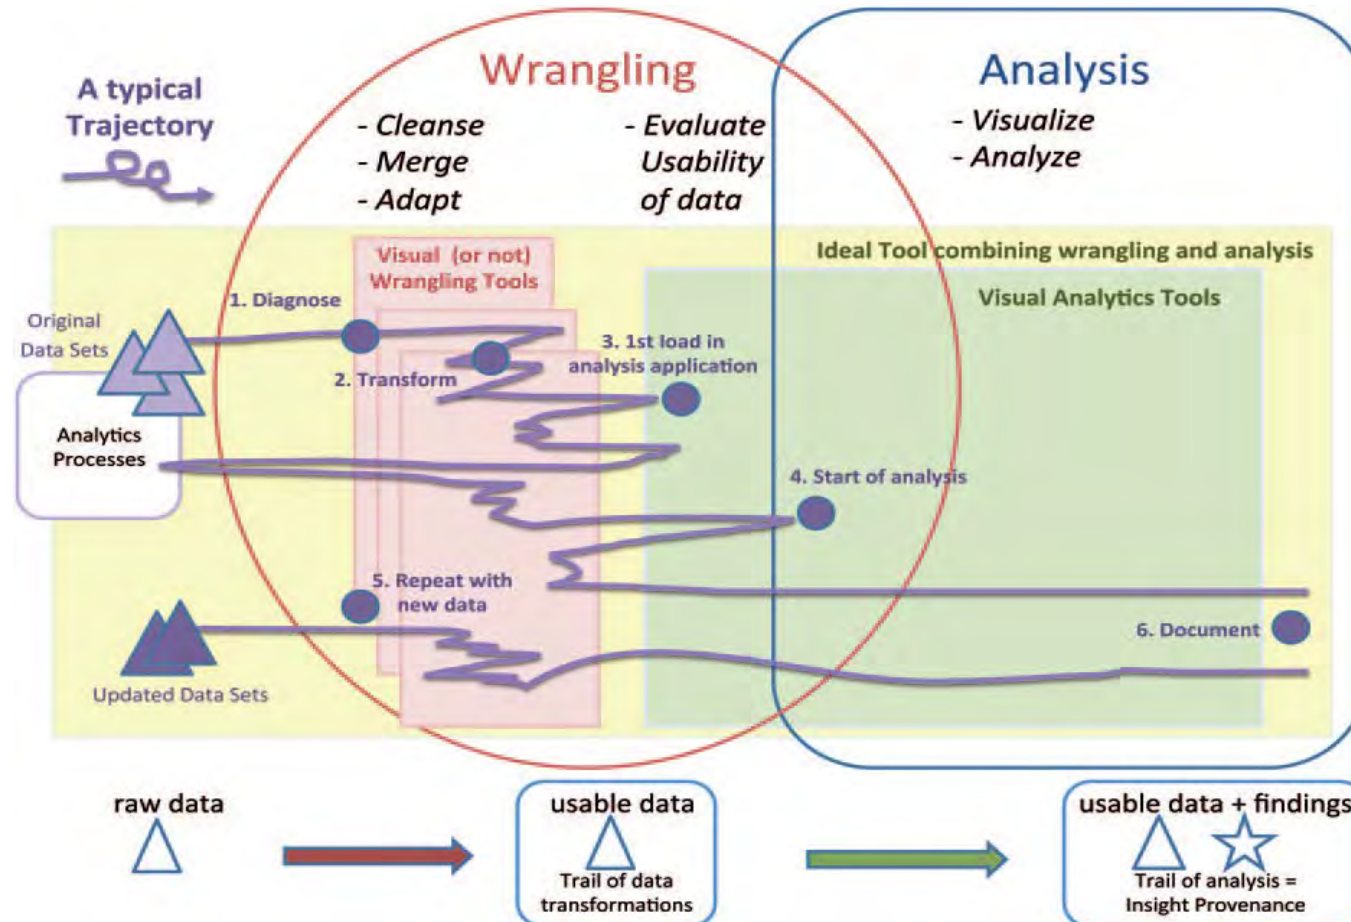 Wrangling
Analysis
A typical
Trajectory
- Cleanse
- Merge
- Adapt
- Evaluate
Usability
of data
- Visualize
- Analyze
Visual (or not)
Wrangling Tools
Ideal Tool combining wrangling and analysis
Visual Analytics Tools
1. Diagnose
Original
Data Sets
2. Transform
3. 1st load in
analysis application
Analytics
Processes
4. Start of analysis
5. Repeat with
new data
6. Document
Updated Data Sets
raw data
usable data
Trail of data
transformations
usable data + findings
Trail of analysis =
Insight Provenance